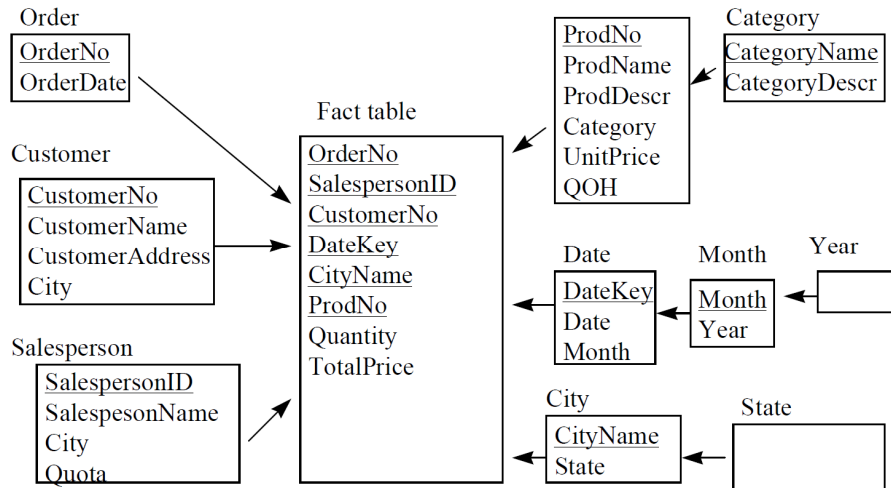 Order
OrderNo
OrderDate
Customer
CustomerNo
CustomerName
CustomerAddress
City
Salesperson
SalespersonID
SalespesonName
City
Quota
Fact table
OrderNo
SalespersonID
CustomerNo
DateKey
CityName
ProdNo
Quantity
TotalPrice
ProdNo
ProdName
ProdDescr
Category
UnitPrice
QOH
Category
CategoryName
CategoryDescr
Date
DateKey
Date
Month
Month
Month
Year
Year
City
CityName
State
State